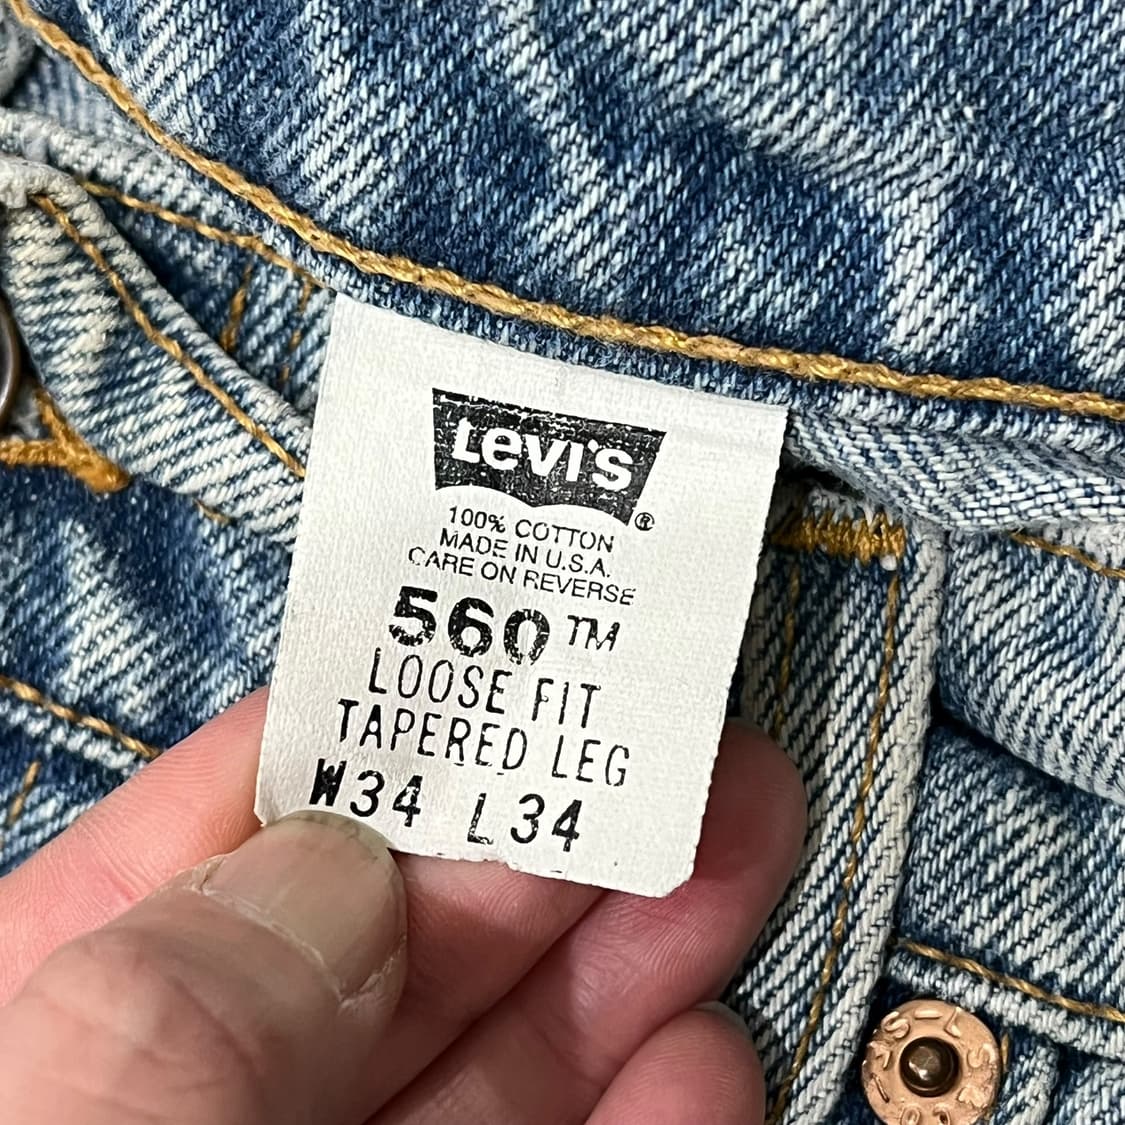 Levi's®
100% COTTON
MADE IN U.S.A.
CARE ON REVERSE
560™
LOOSE FIT
TAPERED LEG
W34 L34